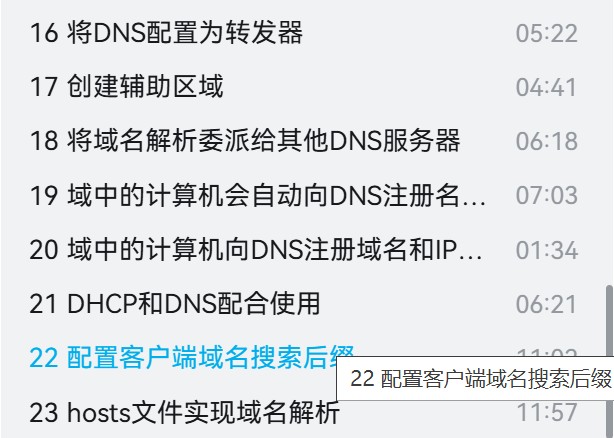 16 将DNS配置为转发器 05:22
17 创建辅助区域 04:41
18 将域名解析委派给其他DNS服务器 06:18
19 域中的计算机会自动向DNS注册名… 07:03
20 域中的计算机向DNS注册域名和IP… 01:34
21 DHCP和DNS配合使用 06:21
22 配置客户端域名搜索后缀
22 配置客户端域名搜索后缀
23 hosts文件实现域名解析 11:57